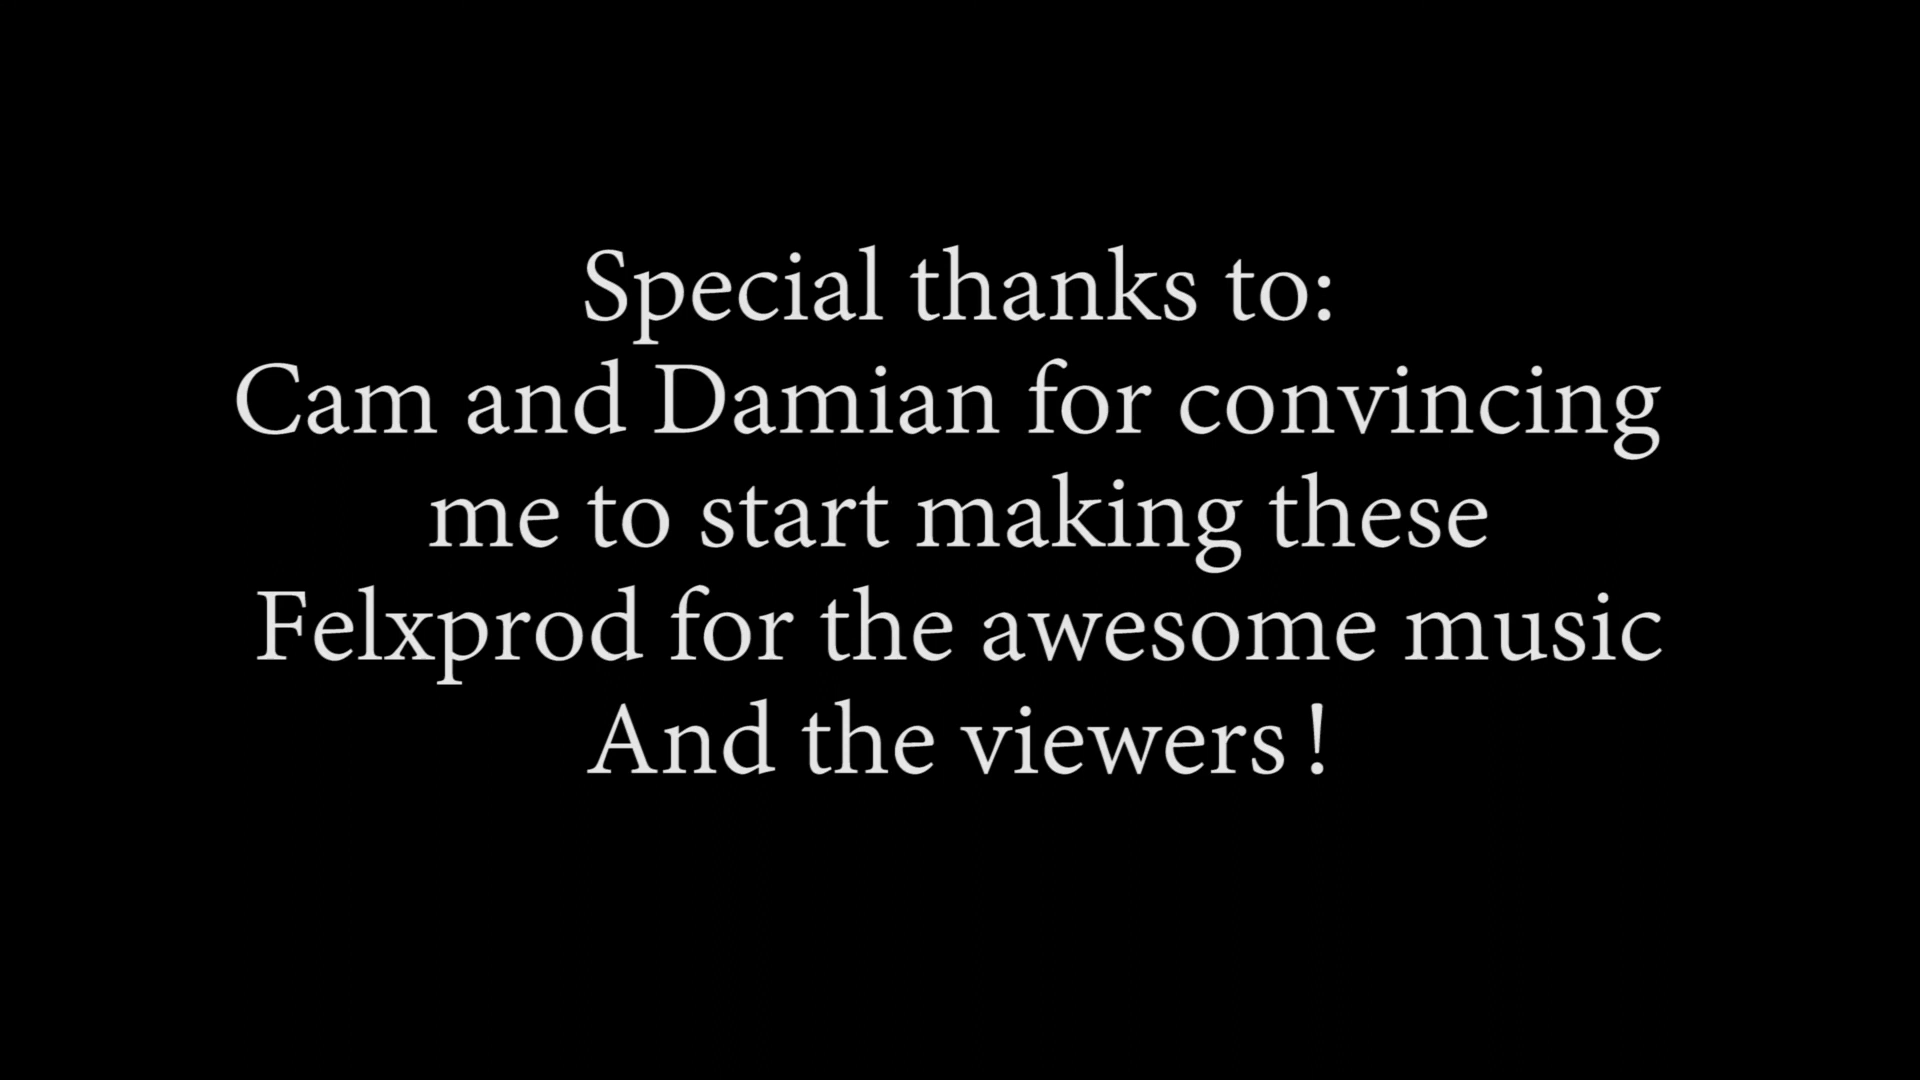 Special thanks to:
Cam and Damian for convincing
me to start making these
Felxprod for the awesome music
And the viewers!